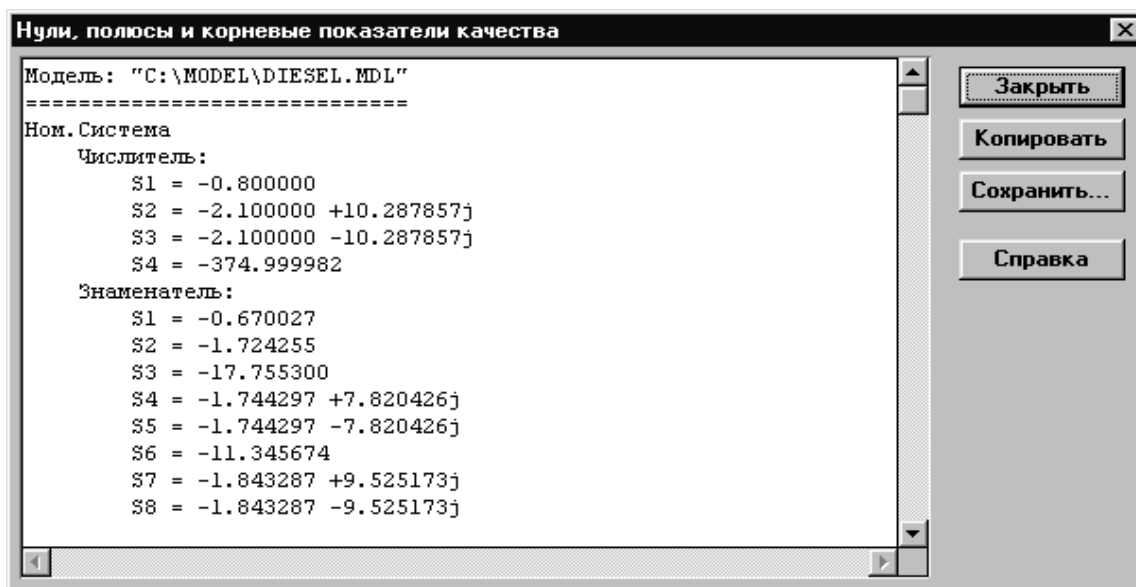 Нули, полюсы и корневые показатели качества
Модель: "C:\MODEL\DIESEL.MDL"
=============================
Ном.Система
Числитель:
S1 = -0.800000
S2 = -2.100000 +10.287857j
S3 = -2.100000 -10.287857j
S4 = -374.999982
Знаменатель:
S1 = -0.670027
S2 = -1.724255
S3 = -17.755300
S4 = -1.744297 +7.820426j
S5 = -1.744297 -7.820426j
S6 = -11.345674
S7 = -1.843287 +9.525173j
S8 = -1.843287 -9.525173j
Закрыть
Копировать
Сохранить...
Справка